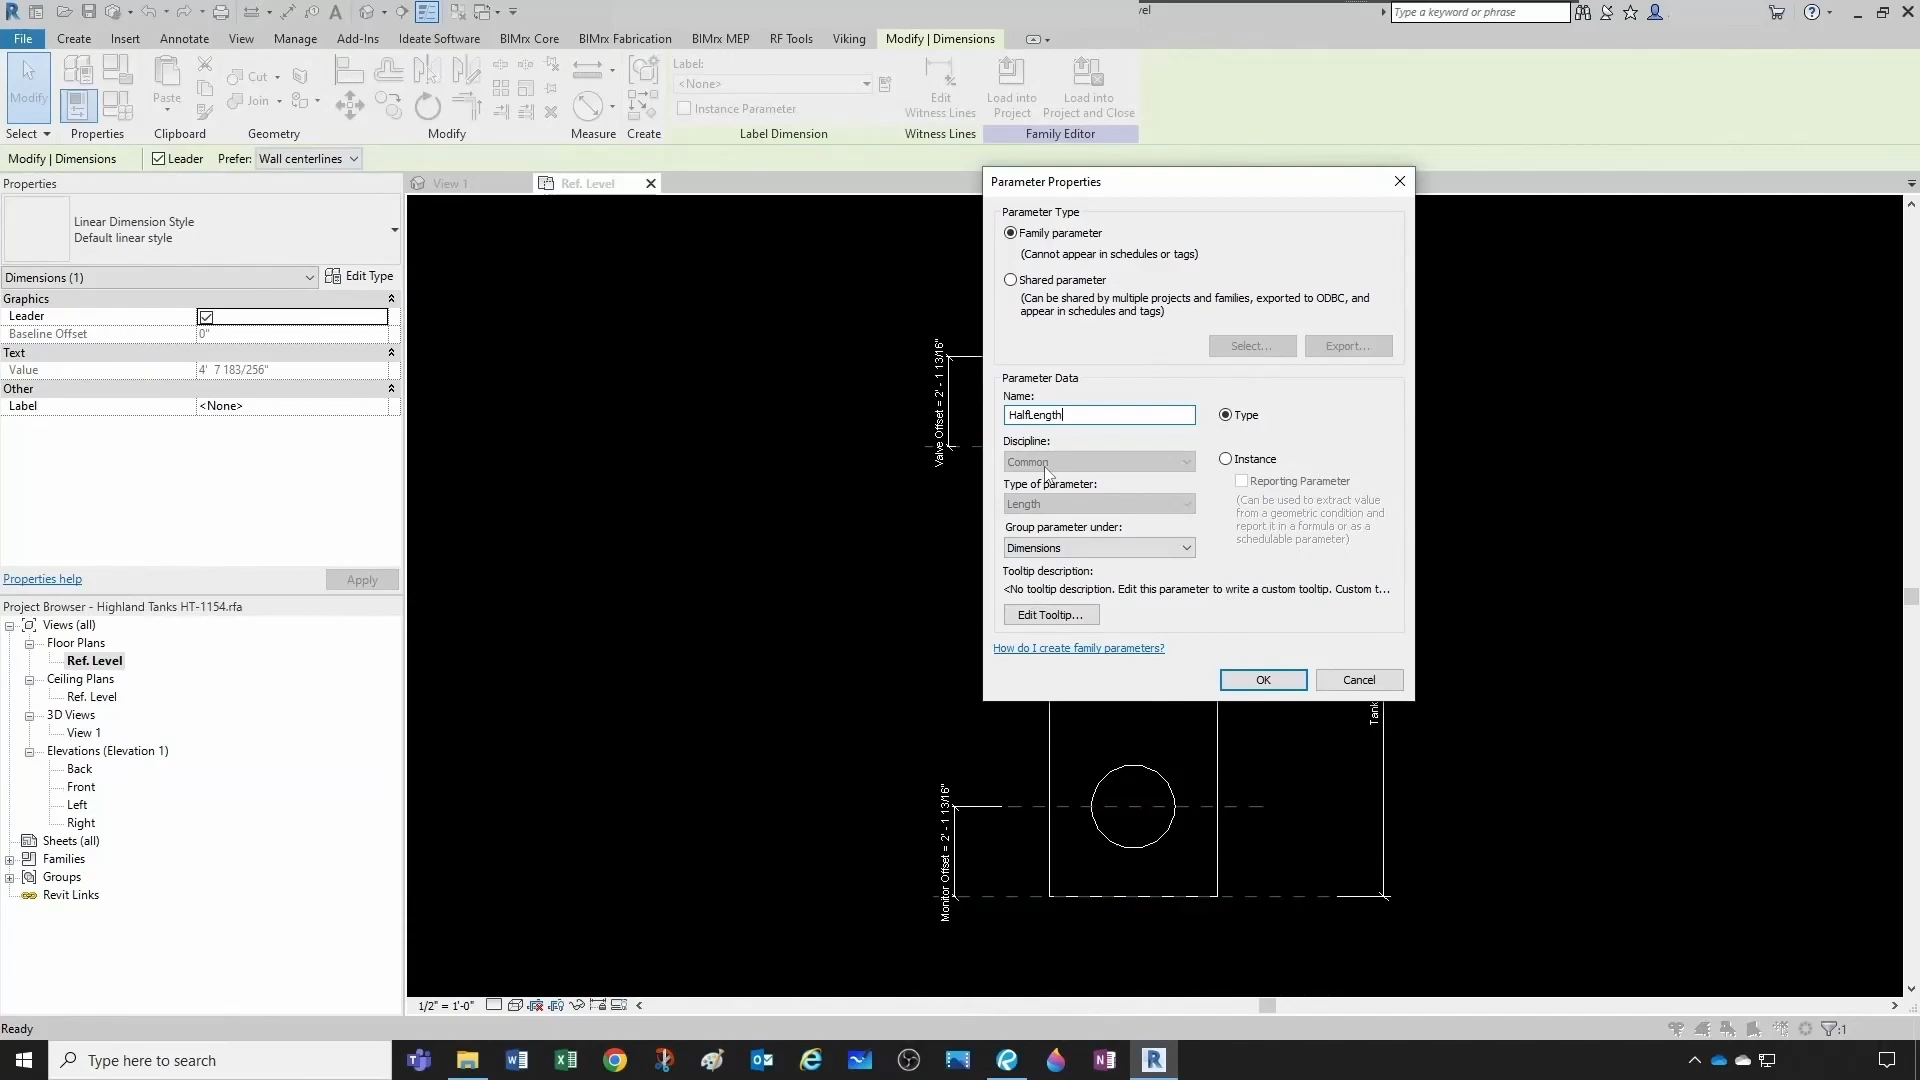 vel
Type a keyword or phrase
File Create Insert Annotate View Manage Add-Ins Ideate Software BIMrx Core BIMrx Fabrication BIMrx MEP RF Tools Viking Modify | Dimensions
Modify
Paste
Cut
Join
Label:
<None>
Instance Parameter
Edit
Witness Lines
Load into
Project
Load into
Project and Close
Select Properties Clipboard Geometry Modify Measure Create Label Dimension Witness Lines Family Editor
Modify | Dimensions Leader Prefer: Wall centerlines
Properties
Linear Dimension Style
Default linear style
Dimensions (1) Edit Type
Graphics
Leader
Baseline Offset 0"
Text
Value 4' 7 183/256"
Other
Label <None>
Properties help Apply
Project Browser - Highland Tanks HT-1154.rfa
Views (all)
Floor Plans
Ref. Level
Ceiling Plans
Ref. Level
3D Views
View 1
Elevations (Elevation 1)
Back
Front
Left
Right
Sheets (all)
Families
Groups
Revit Links
View 1 Ref. Level
Valve Offset = 2' - 1 13/16"
Monitor Offset = 2' - 1 13/16"
Tank
Parameter Properties
Parameter Type
Family parameter
(Cannot appear in schedules or tags)
Shared parameter
(Can be shared by multiple projects and families, exported to ODBC, and
appear in schedules and tags)
Select... Export...
Parameter Data
Name:
HalfLength
Type
Discipline:
Common
Instance
Reporting Parameter
(Can be used to extract value
from a geometric condition and
report it in a formula or as a
schedulable parameter)
Type of parameter:
Length
Group parameter under:
Dimensions
Tooltip description:
<No tooltip description. Edit this parameter to write a custom tooltip. Custom t...
Edit Tooltip...
How do I create family parameters?
OK Cancel
1/2" = 1'-0"
Ready
:1
Type here to search